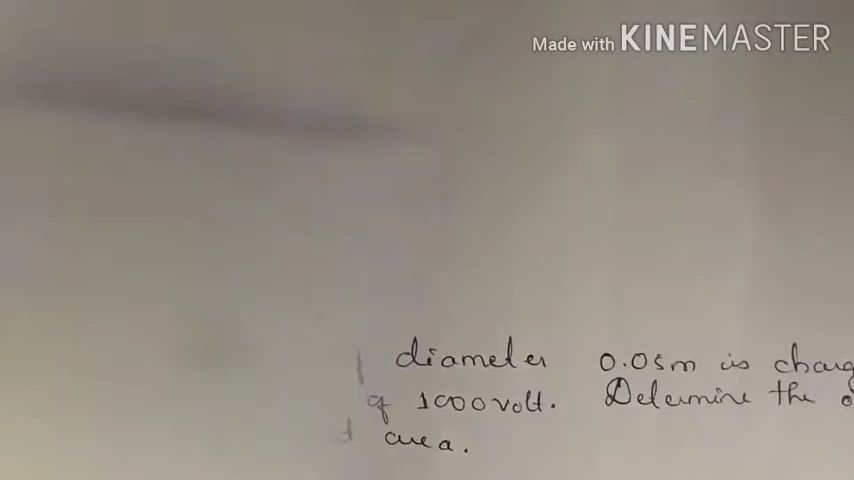 Made with KINEMASTER
diameter 0.05m is
of 1000 volt. Determine the
area.